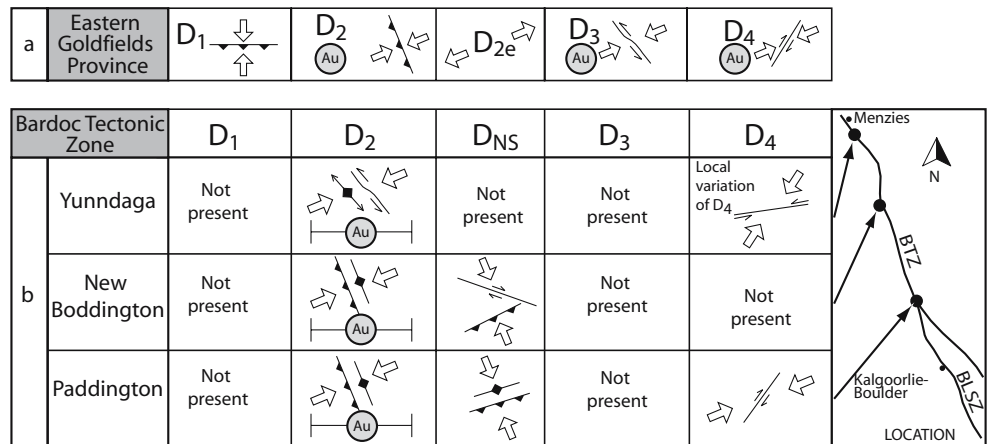 a
Eastern
Goldfields
Province
D1
D2
Au
D2e
D3
Au
D4
Au
Bardoc Tectonic
Zone
D1
D2
DNS
D3
D4
b
Yunndaga
Not
present
Au
Not
present
Not
present
Local
variation
of D4
New
Boddington
Not
present
Au
Not
present
Not
present
Paddington
Not
present
Au
Not
present
Menzies
N
BTZ
Kalgoorlie-
Boulder
BLSZ
LOCATION